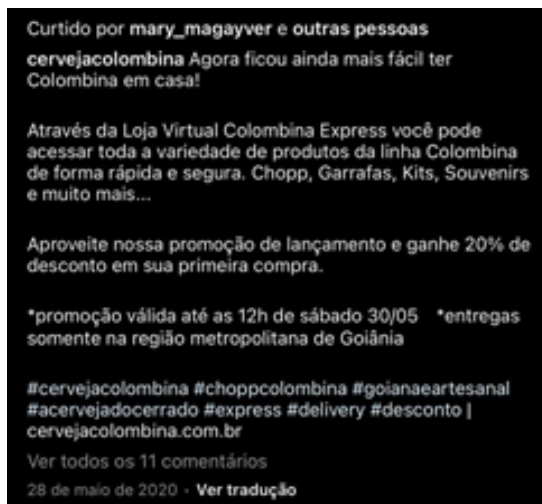 Curtido por mary_magayver e outras pessoas
cervejacolombina Agora ficou ainda mais fácil ter
Colombina em casa!
Através da Loja Virtual Colombina Express você pode
acessar toda a variedade de produtos da linha Colombina
de forma rápida e segura. Chopp, Garrafas, Kits, Souvenirs
e muito mais...
Aproveite nossa promoção de lançamento e ganhe 20% de
desconto em sua primeira compra.
*promoção válida até as 12h de sábado 30/05 *entregas
somente na região metropolitana de Goiânia
#cervejacolombina #choppcolombina #goianaeartesanal
#acervejadocerrado #express #delivery #desconto |
cervejacolombina.com.br
Ver todos os 11 comentários
28 de maio de 2020 · Ver tradução